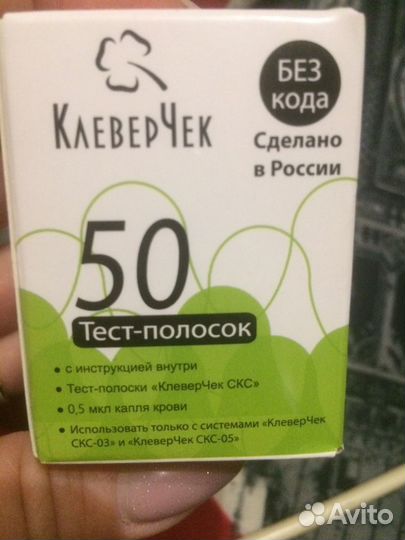 БЕЗ
кода
КлеверЧек
Сделано
в России
50
Тест-полосок
• с инструкцией внутри
• Тест-полоски «КлеверЧек СКС»
• 0,5 мкл капля крови
• Использовать только с системами «КлеверЧек
СКС-03» и «КлеверЧек СКС-05»
Avito